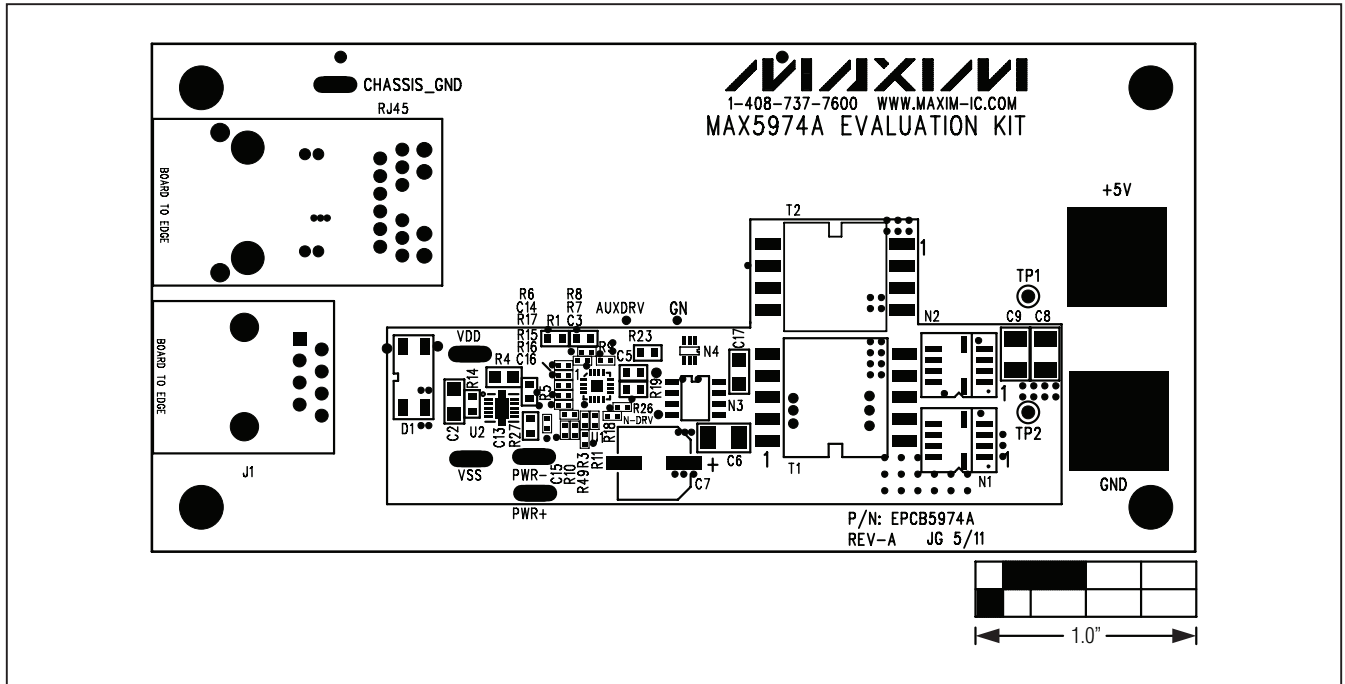 MAXIM
1-408-737-7600 WWW.MAXIM-IC.COM
MAX5974A EVALUATION KIT
CHASSIS_GND
RJ45
BOARD TO EDGE
+5V
T2
1
TP1
R6
C14
R17
R8
R7
C3
AUXDRV
GN
R1
R23
N2
C9
C8
BOARD TO EDGE
VDD
R15
R16
C16
R9
C5
N4
C17
R4
R14
R5
1
R19
N3
1
D1
C2
U2
C13
R27
R26
N-DRV
R18
U1
TP2
J1
VSS
PWR-
C15
R10
R49
R3
R11
+
C7
C6
1
T1
N1
1
GND
PWR+
P/N: EPCB5974A
REV-A JG 5/11
1.0"